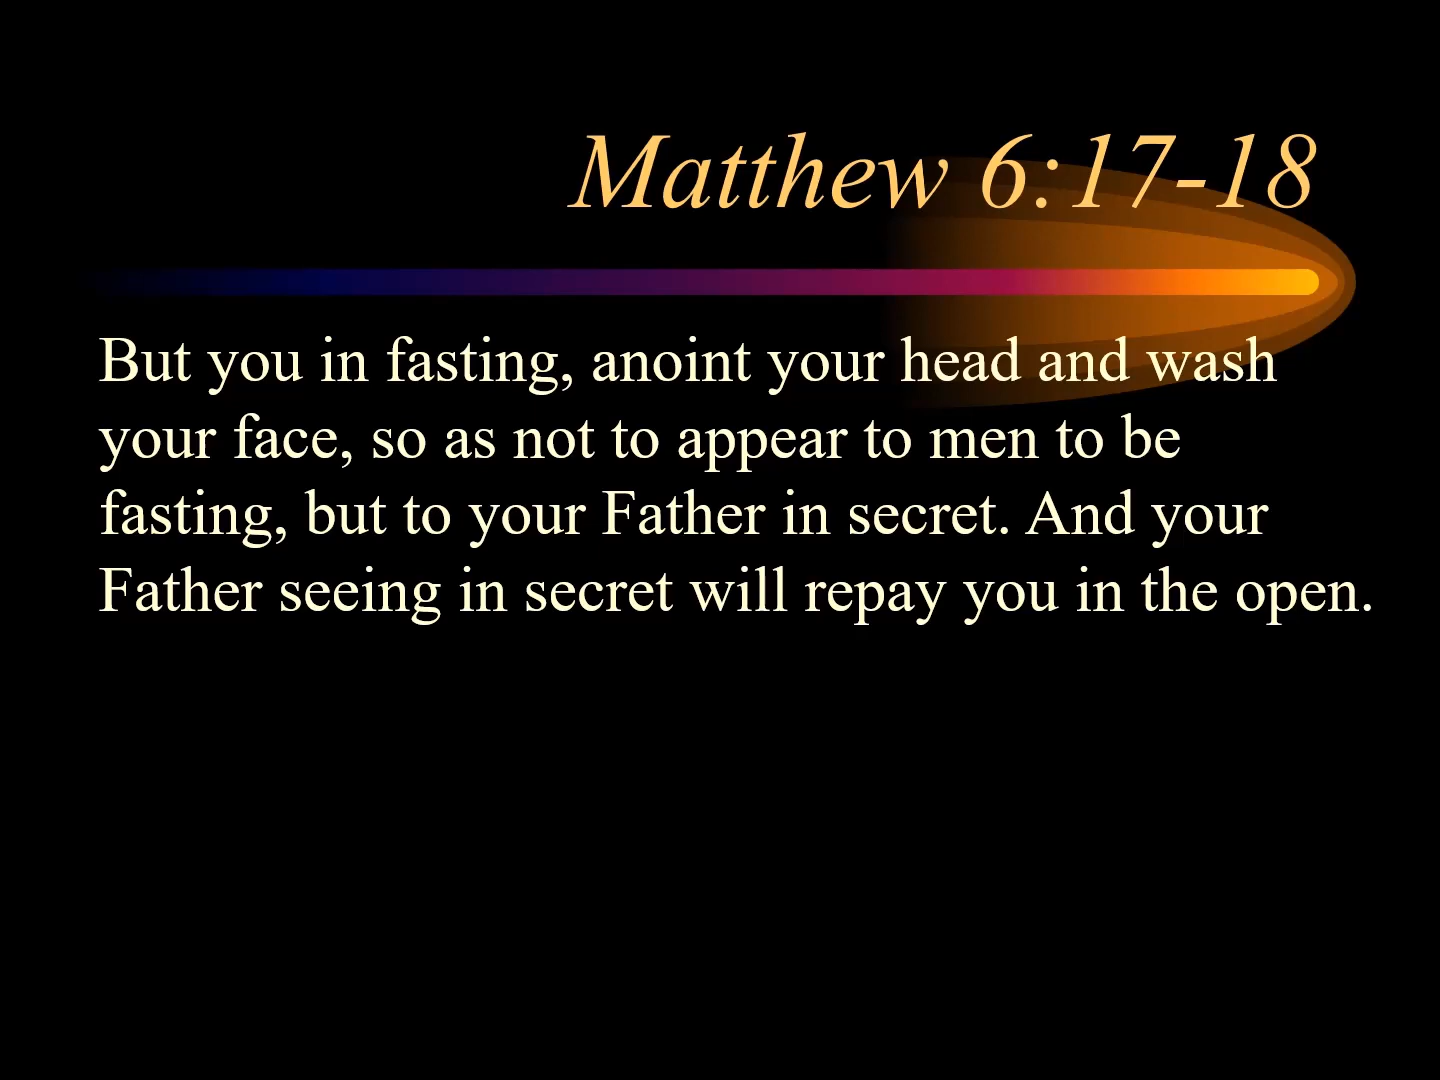 Matthew 6:17-18
But you in fasting, anoint your head and wash
your face, so as not to appear to men to be
fasting, but to your Father in secret. And your
Father seeing in secret will repay you in the open.